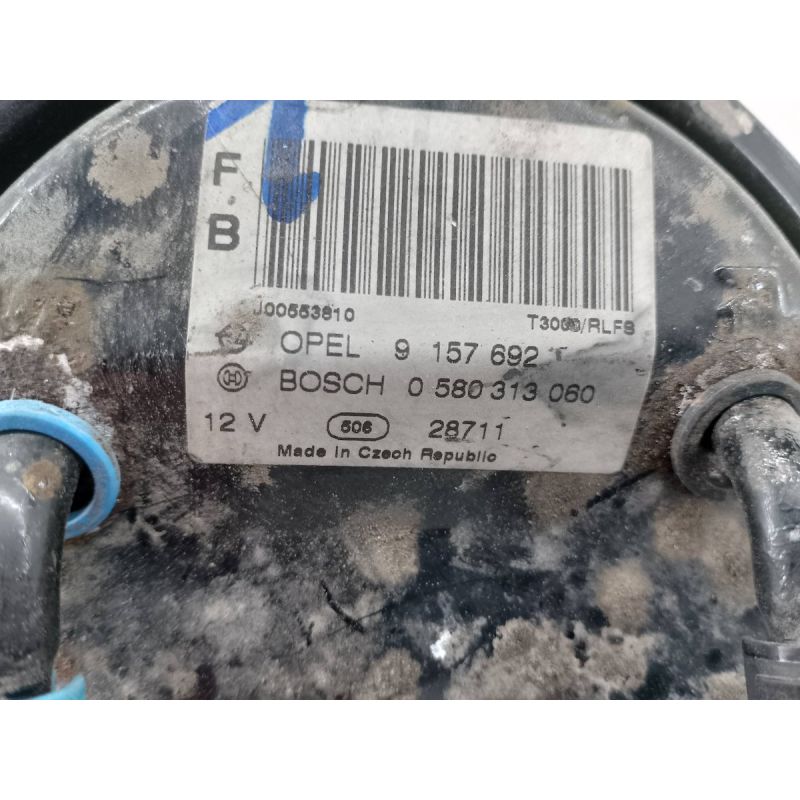 F
B
J00553810
T3000/RLFS
OPEL 9 157 692
BOSCH 0 580 313 060
12 V 506 28711
Made in Czech Republic